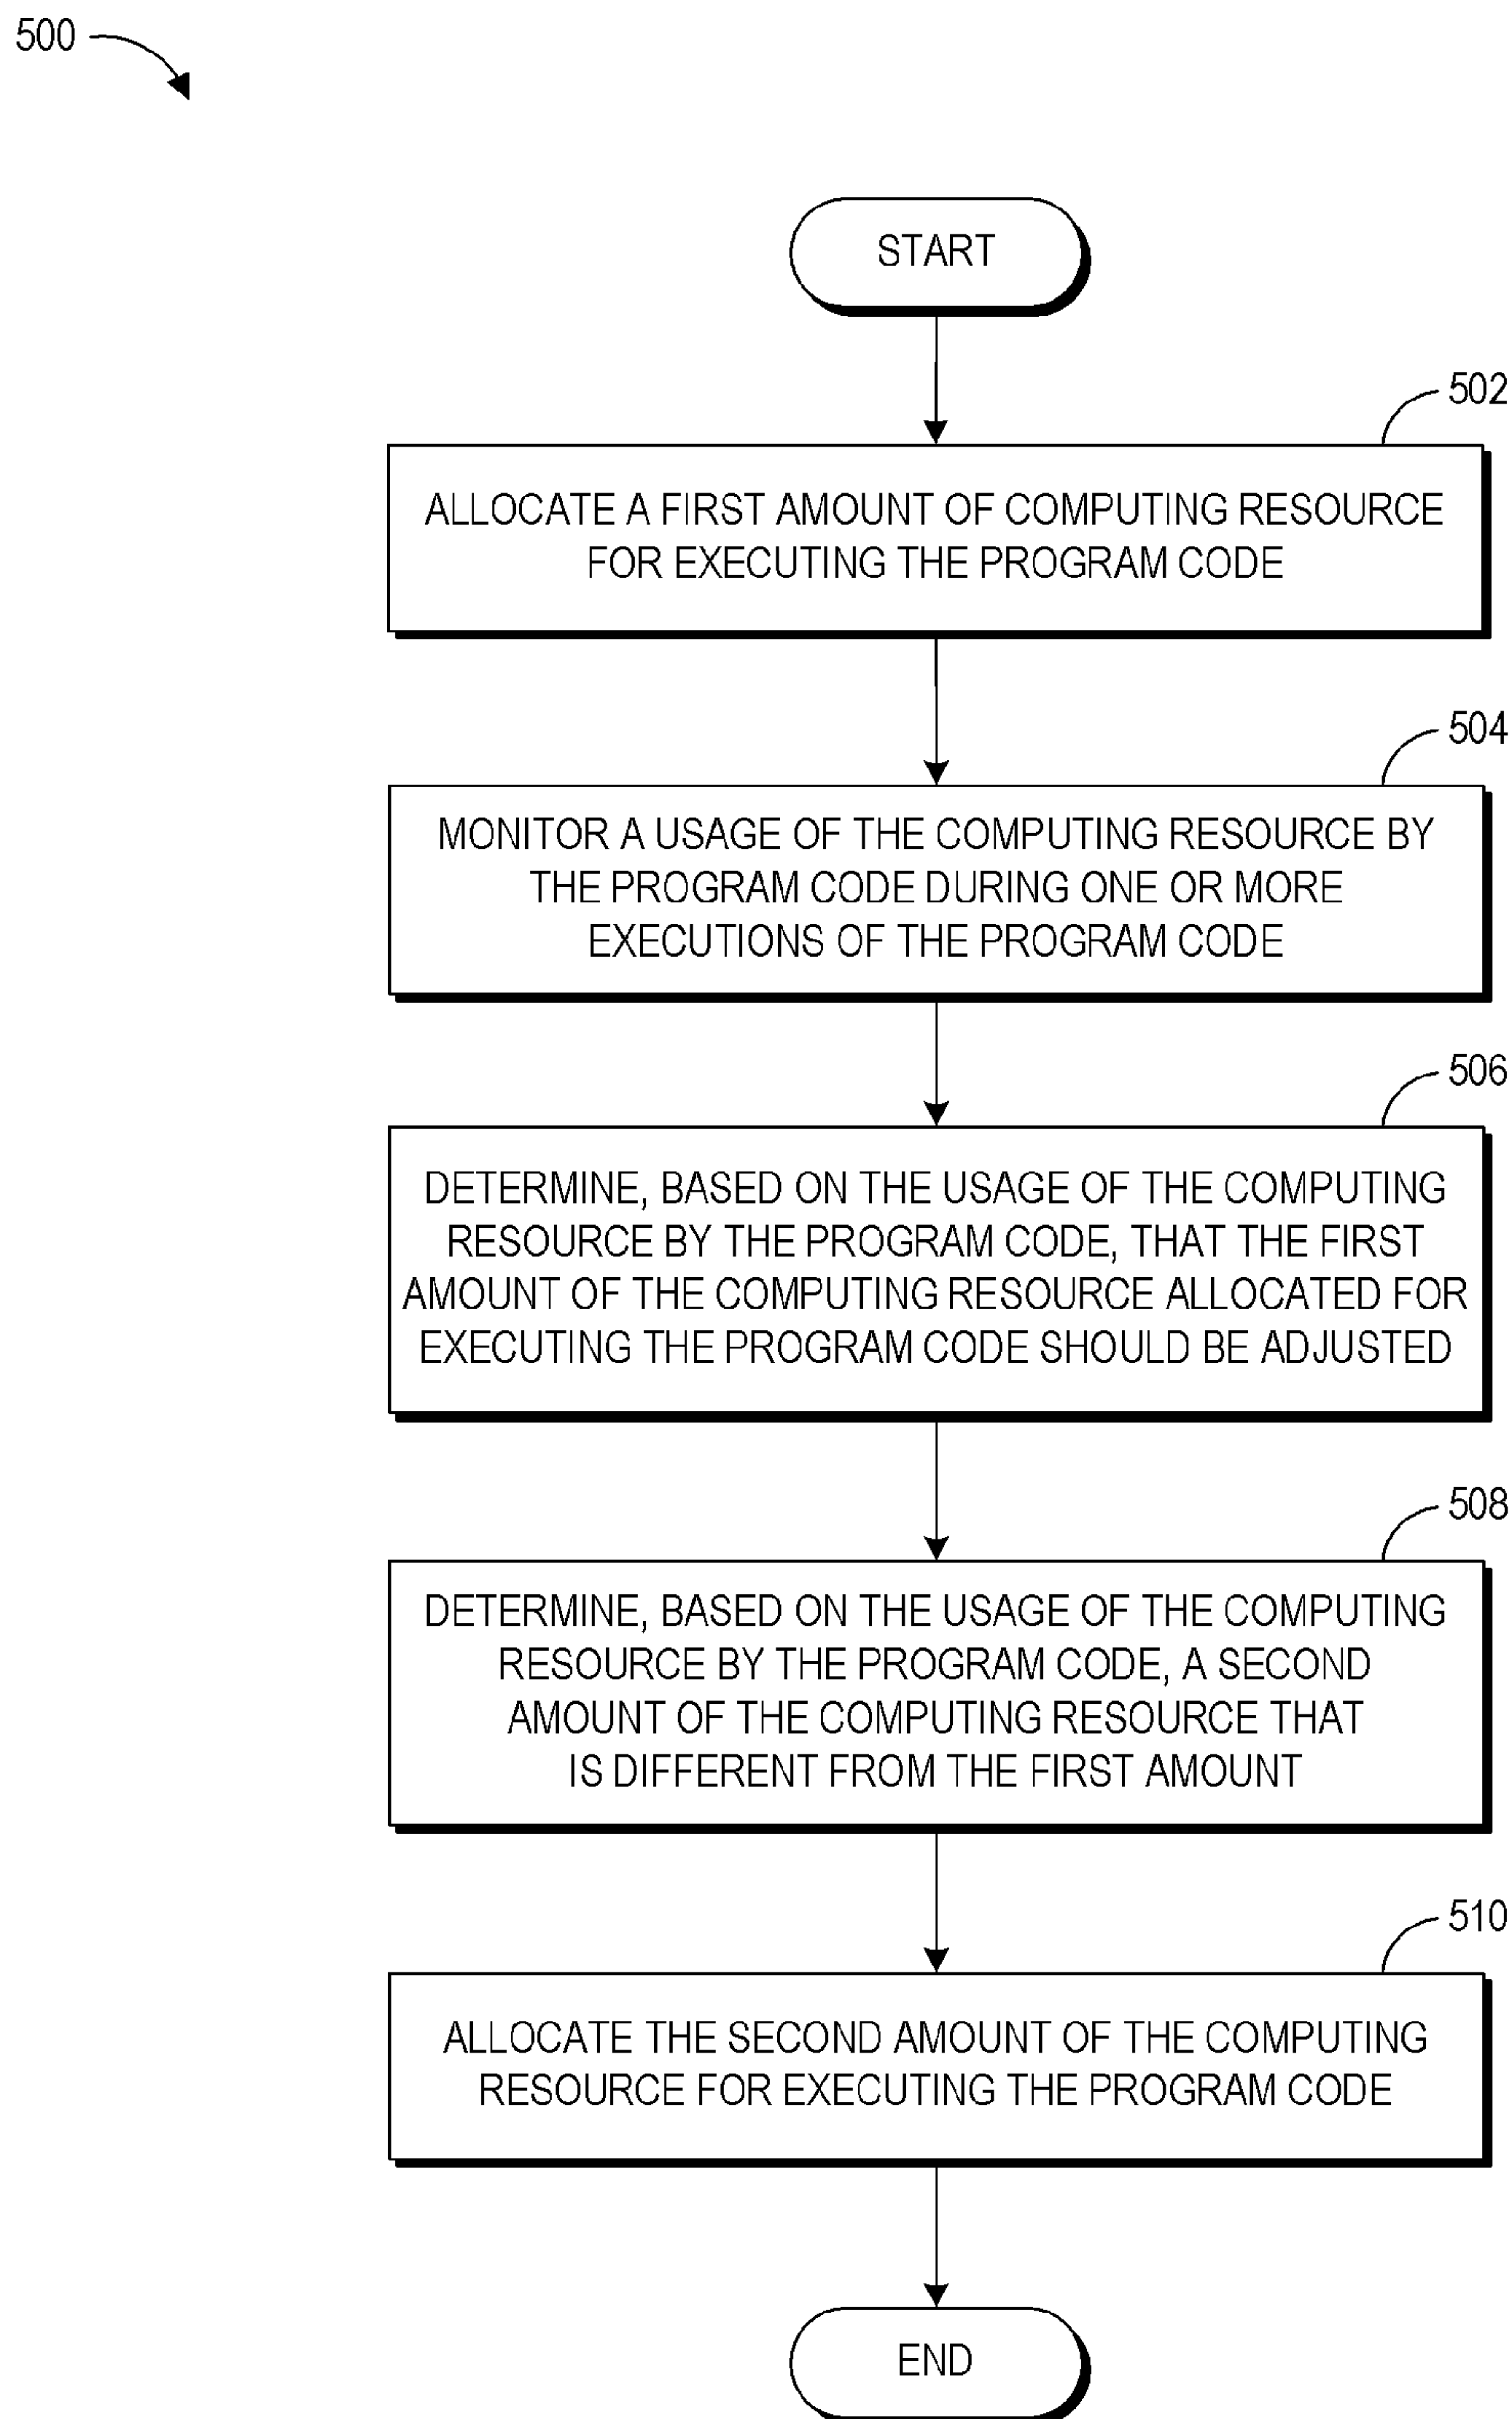 500
START
502
ALLOCATE A FIRST AMOUNT OF COMPUTING RESOURCE
FOR EXECUTING THE PROGRAM CODE
504
MONITOR A USAGE OF THE COMPUTING RESOURCE BY
THE PROGRAM CODE DURING ONE OR MORE
EXECUTIONS OF THE PROGRAM CODE
506
DETERMINE, BASED ON THE USAGE OF THE COMPUTING
RESOURCE BY THE PROGRAM CODE, THAT THE FIRST
AMOUNT OF THE COMPUTING RESOURCE ALLOCATED FOR
EXECUTING THE PROGRAM CODE SHOULD BE ADJUSTED
508
DETERMINE, BASED ON THE USAGE OF THE COMPUTING
RESOURCE BY THE PROGRAM CODE, A SECOND
AMOUNT OF THE COMPUTING RESOURCE THAT
IS DIFFERENT FROM THE FIRST AMOUNT
510
ALLOCATE THE SECOND AMOUNT OF THE COMPUTING
RESOURCE FOR EXECUTING THE PROGRAM CODE
END